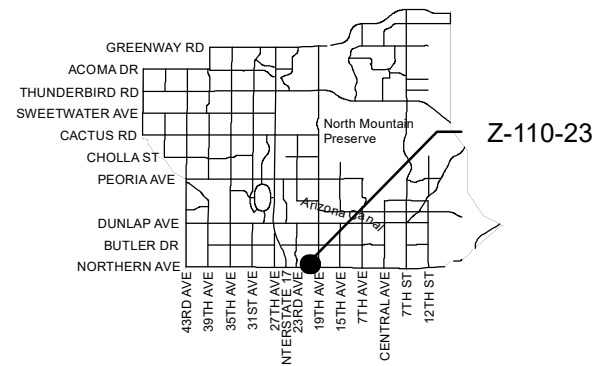 GREENWAY RD
ACOMA DR
THUNDERBIRD RD
SWEETWATER AVE
CACTUS RD
CHOLLA ST
PEORIA AVE
DUNLAP AVE
BUTLER DR
NORTHERN AVE
North Mountain
Preserve
Z-110-23
Arizona Canal
43RD AVE
39TH AVE
35TH AVE
31ST AVE
27TH AVE
NTERSTATE 17
23RD AVE
19TH AVE
15TH AVE
7TH AVE
CENTRAL AVE
7TH ST
12TH ST